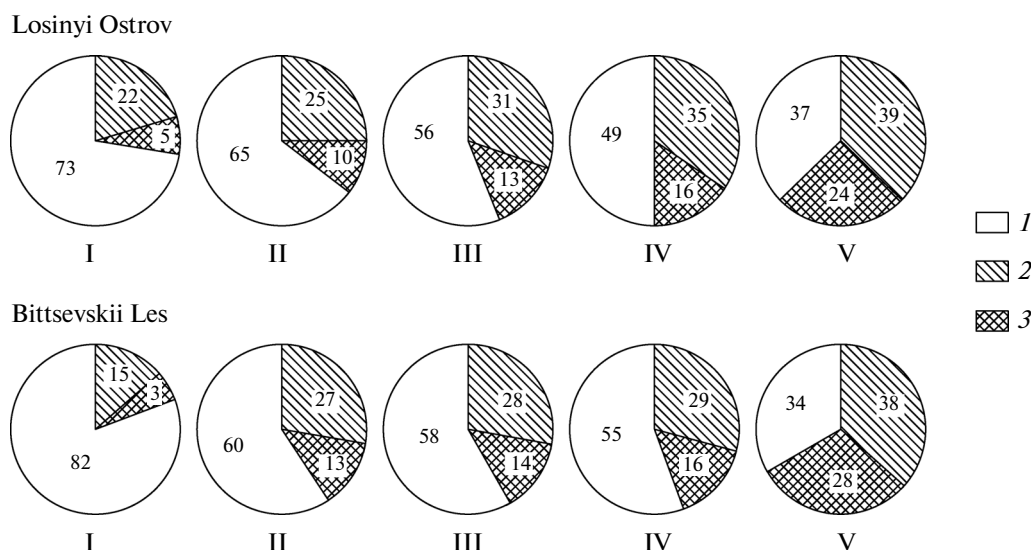 Losinyi Ostrov
22 5 73
25 10 65
31 13 56
35 16 49
39 24 37
I II III IV V
1
2
3
Bittsevskii Les
15 3 82
27 13 60
28 14 58
29 16 55
38 28 34
I II III IV V